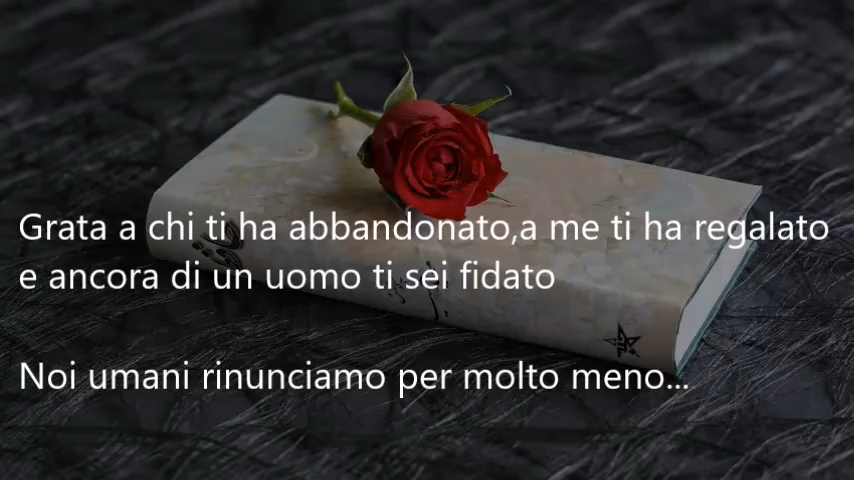 Grata a chi ti ha abbandonato,a me ti ha regalato
e ancora di un uomo ti sei fidato
Noi umani rinunciamo per molto meno...